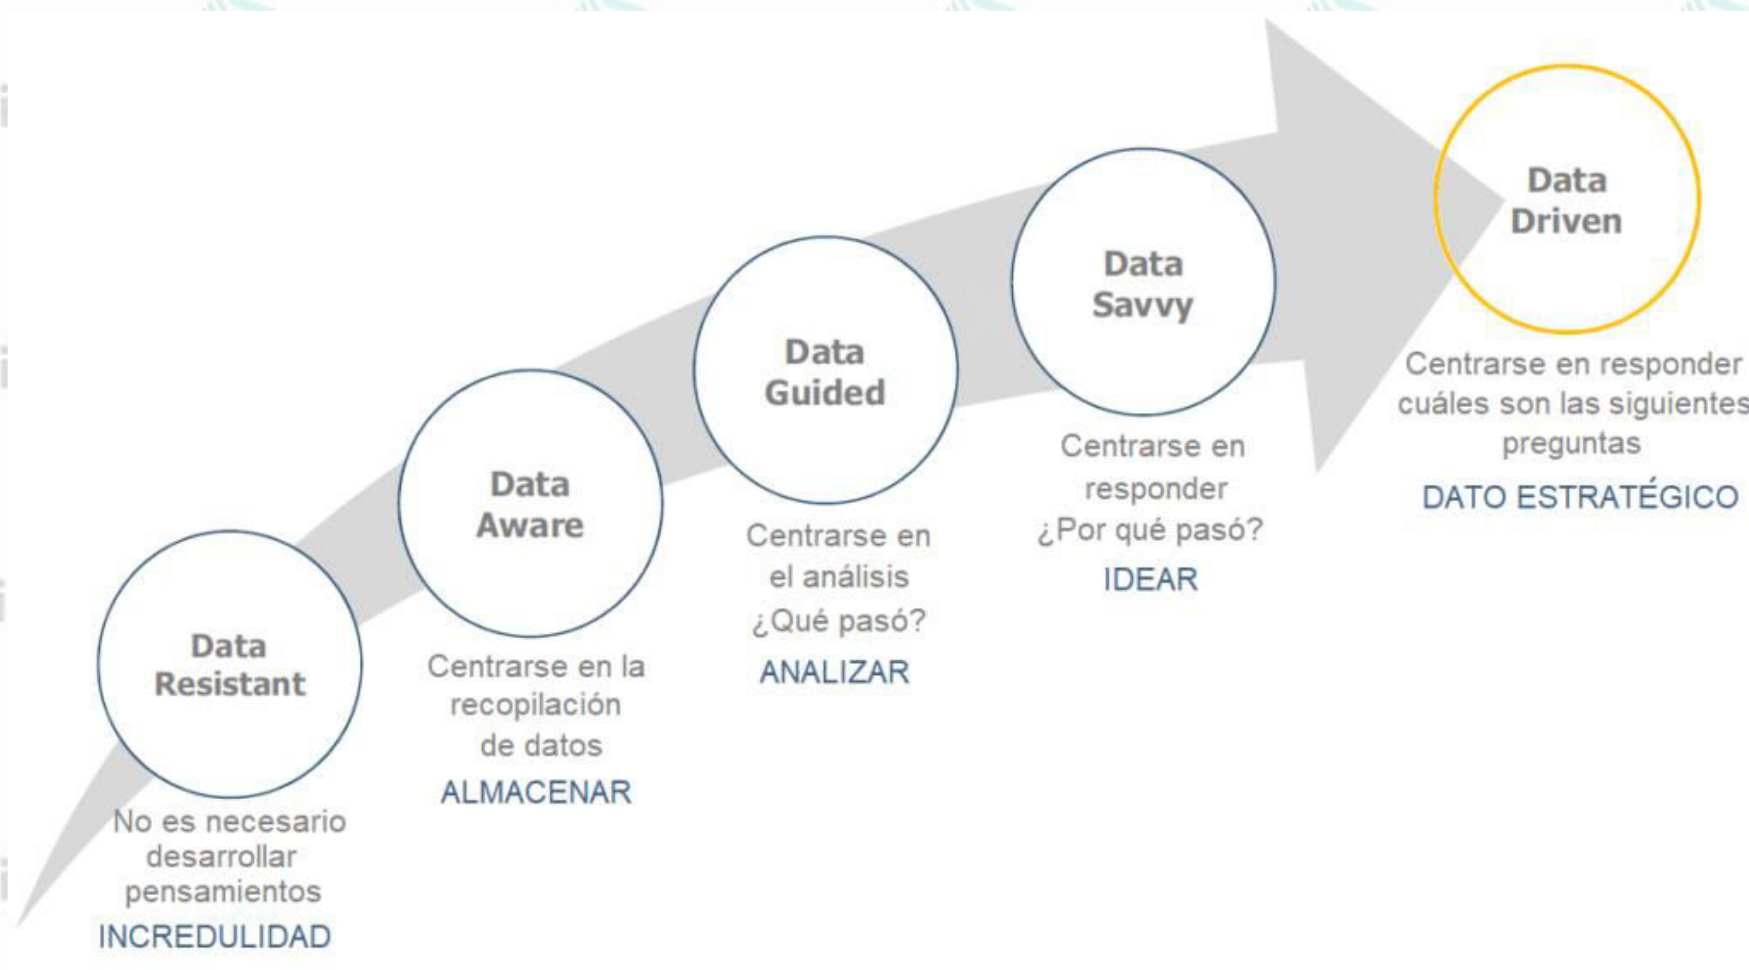 Data
Resistant
No es necesario
desarrollar
pensamientos
INCREDULIDAD
Data
Aware
Centrarse en la
recopilación
de datos
ALMACENAR
Data
Guided
Centrarse en
el análisis
¿Qué pasó?
ANALIZAR
Data
Savvy
Centrarse en
responder
¿Por qué pasó?
IDEAR
Data
Driven
Centrarse en responder
cuáles son las siguientes
preguntas
DATO ESTRATÉGICO